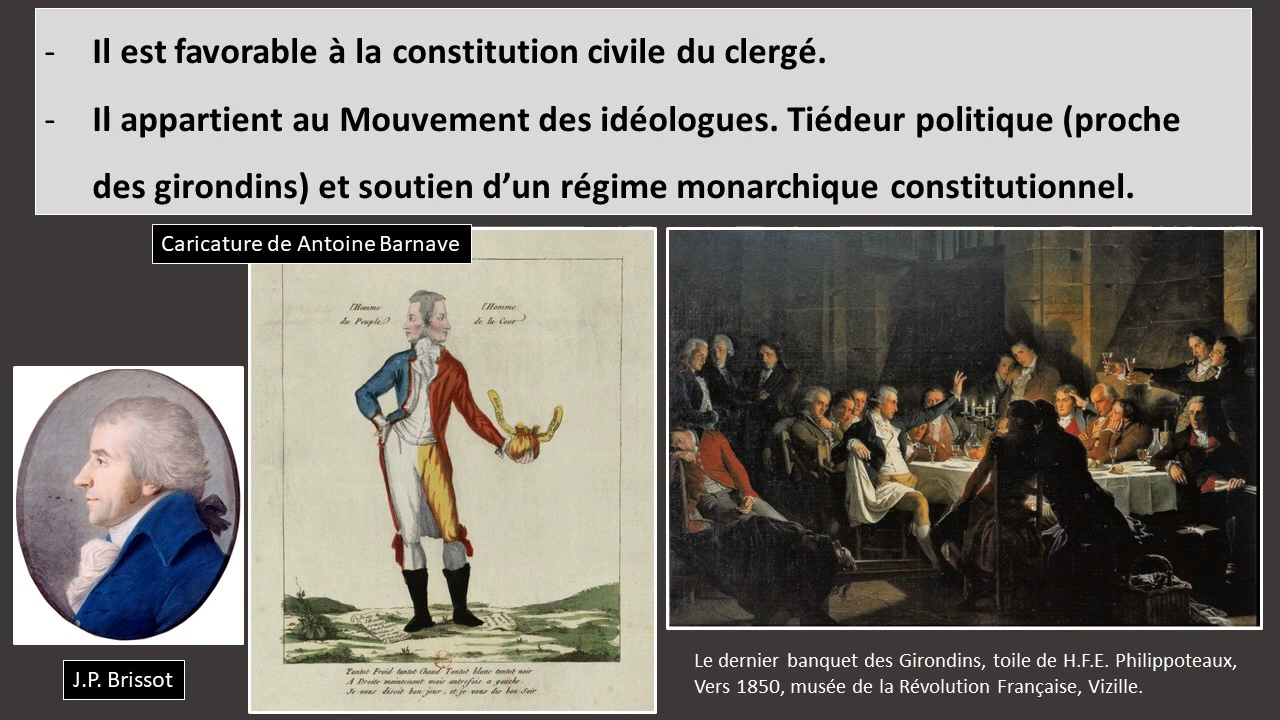 - Il est favorable à la constitution civile du clergé.
- Il appartient au Mouvement des idéologues. Tiédeur politique (proche
des girondins) et soutien d’un régime monarchique constitutionnel.
Caricature de Antoine Barnave
l'Homme
du Peuple
l'Homme
de la Cour
Tantot Froid tantot Chaud Tantot blanc tantot noir
A Droite maintenant mais autrefois a gauche.
Je vous disoit bon jour, et je vous dis bon Soir
J.P. Brissot
Le dernier banquet des Girondins, toile de H.F.E. Philippoteaux,
Vers 1850, musée de la Révolution Française, Vizille.